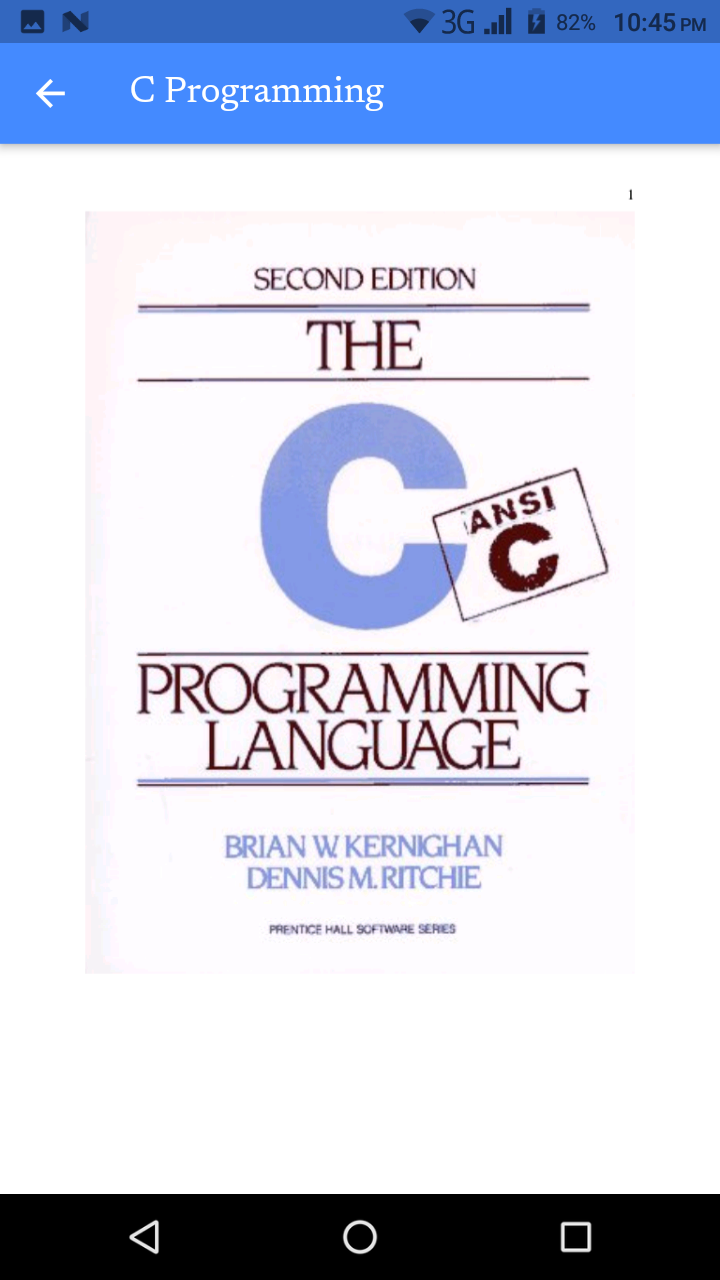 3G 82% 10:45 PM
C Programming
1
SECOND EDITION
THE
C
ANSI
C
PROGRAMMING
LANGUAGE
BRIAN W. KERNIGHAN
DENNIS M. RITCHIE
PRENTICE HALL SOFTWARE SERIES